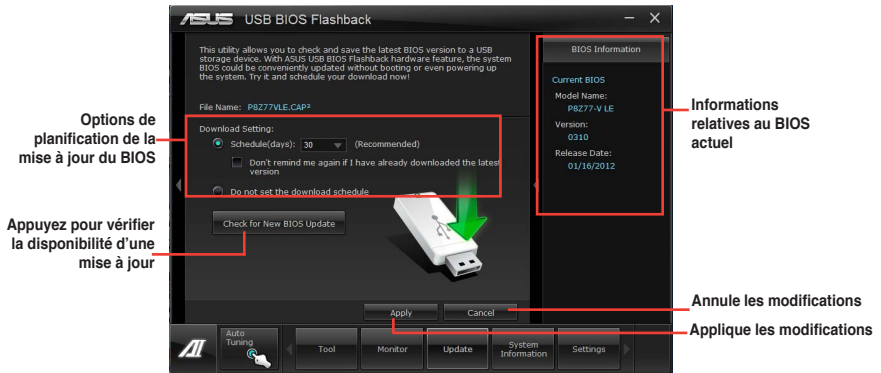 ASUS USB BIOS Flashback
This utility allows you to check and save the latest BIOS version to a USB
storage device. With ASUS USB BIOS Flashback hardware feature, the system
BIOS could be conveniently updated without booting or even powering up
the system. Try it and schedule your download now!
File Name: P8Z77VLE.CAP²
Download Setting:
Schedule(days): 30 (Recommended)
Don't remind me again if I have already downloaded the latest
version
Do not set the download schedule
Check for New BIOS Update
Apply
Cancel
BIOS Information
Current BIOS
Model Name:
P8Z77-V LE
Version:
0310
Release Date:
01/16/2012
Auto
Tuning
Tool
Monitor
Update
System
Information
Settings
Options de
planification de la
mise à jour du BIOS
Appuyez pour vérifier
la disponibilité d’une
mise à jour
Informations
relatives au BIOS
actuel
Annule les modifications
Applique les modifications